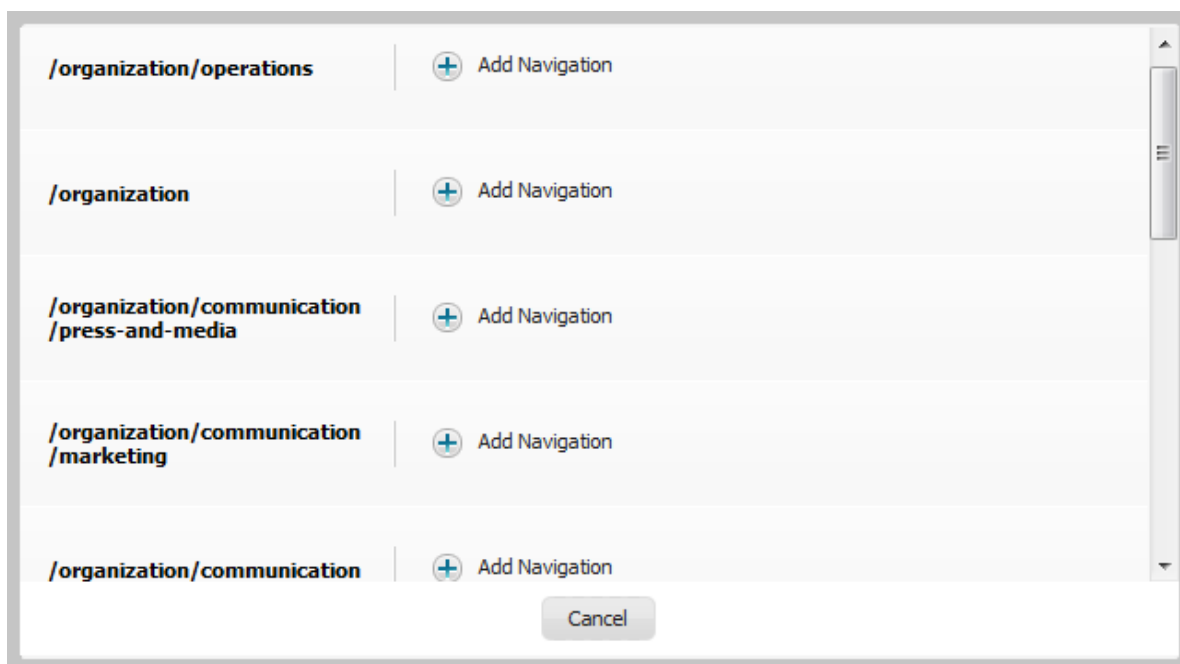 /organization/operations
Add Navigation
/organization
Add Navigation
/organization/communication
/press-and-media
Add Navigation
/organization/communication
/marketing
Add Navigation
/organization/communication
Add Navigation
Cancel